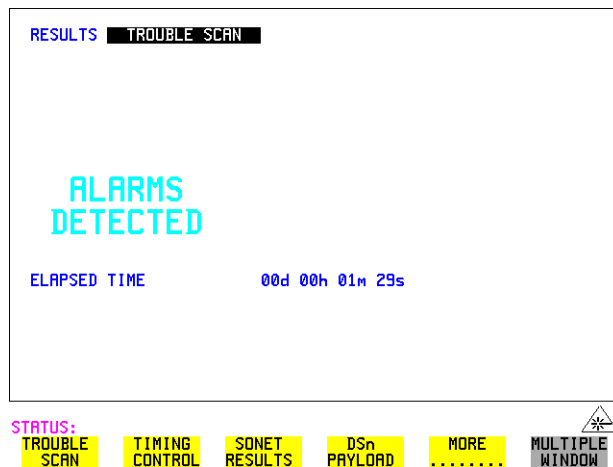 RESULTS TROUBLE SCAN
ALARMS
DETECTED
ELAPSED TIME 00d 00h 01m 29s
STATUS:
TROUBLE TIMING SONET DSn MORE MULTIPLE
SCAN CONTROL RESULTS PAYLOAD ........ WINDOW